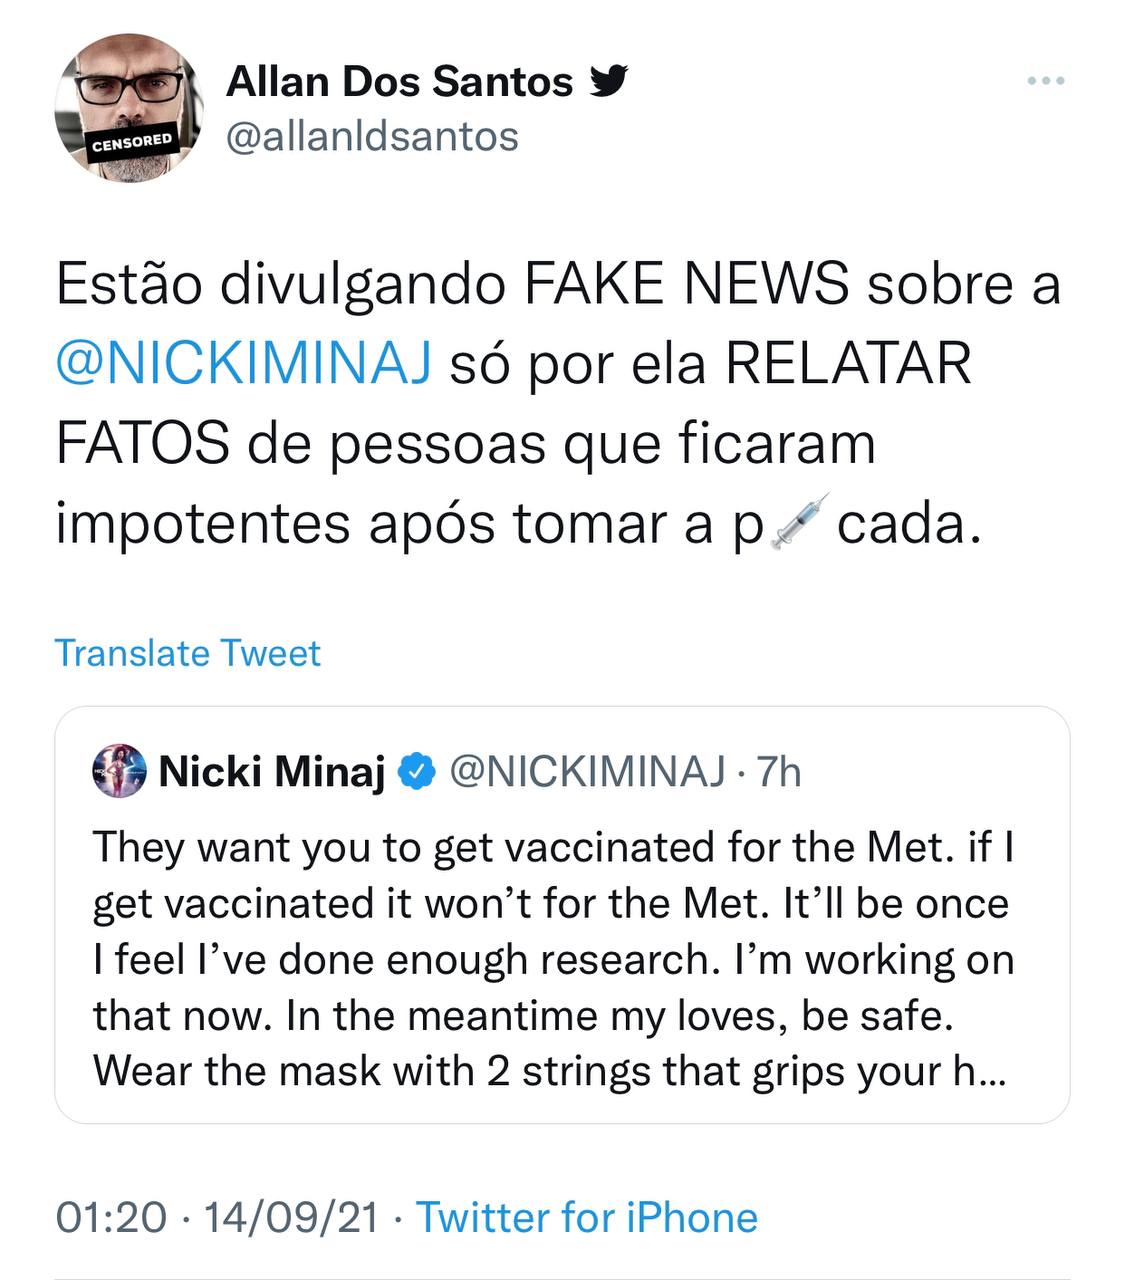 CENSORED
Allan Dos Santos
@allanldsantos
Estão divulgando FAKE NEWS sobre a
@NICKIMINAJ só por ela RELATAR
FATOS de pessoas que ficaram
impotentes após tomar a p💉cada.
Translate Tweet
Nicki Minaj @NICKIMINAJ · 7h
They want you to get vaccinated for the Met. if I
get vaccinated it won’t for the Met. It’ll be once
I feel I’ve done enough research. I’m working on
that now. In the meantime my loves, be safe.
Wear the mask with 2 strings that grips your h...
01:20 · 14/09/21 · Twitter for iPhone